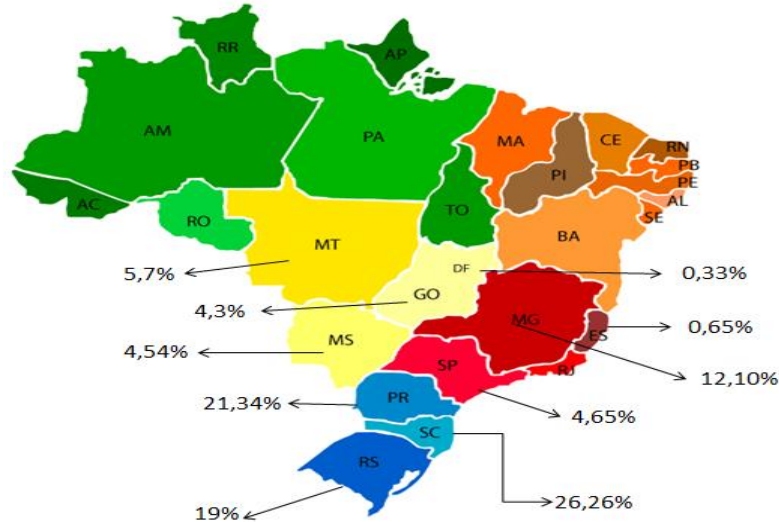 RR
AP
AM
PA
MA
CE
RN
PB
PI
PE
AL
AC
TO
SE
RO
BA
MT
DF
5,7%
0,33%
GO
4,3%
MG
0,65%
ES
MS
4,54%
SP
RJ
12,10%
PR
21,34%
4,65%
SC
RS
26,26%
19%